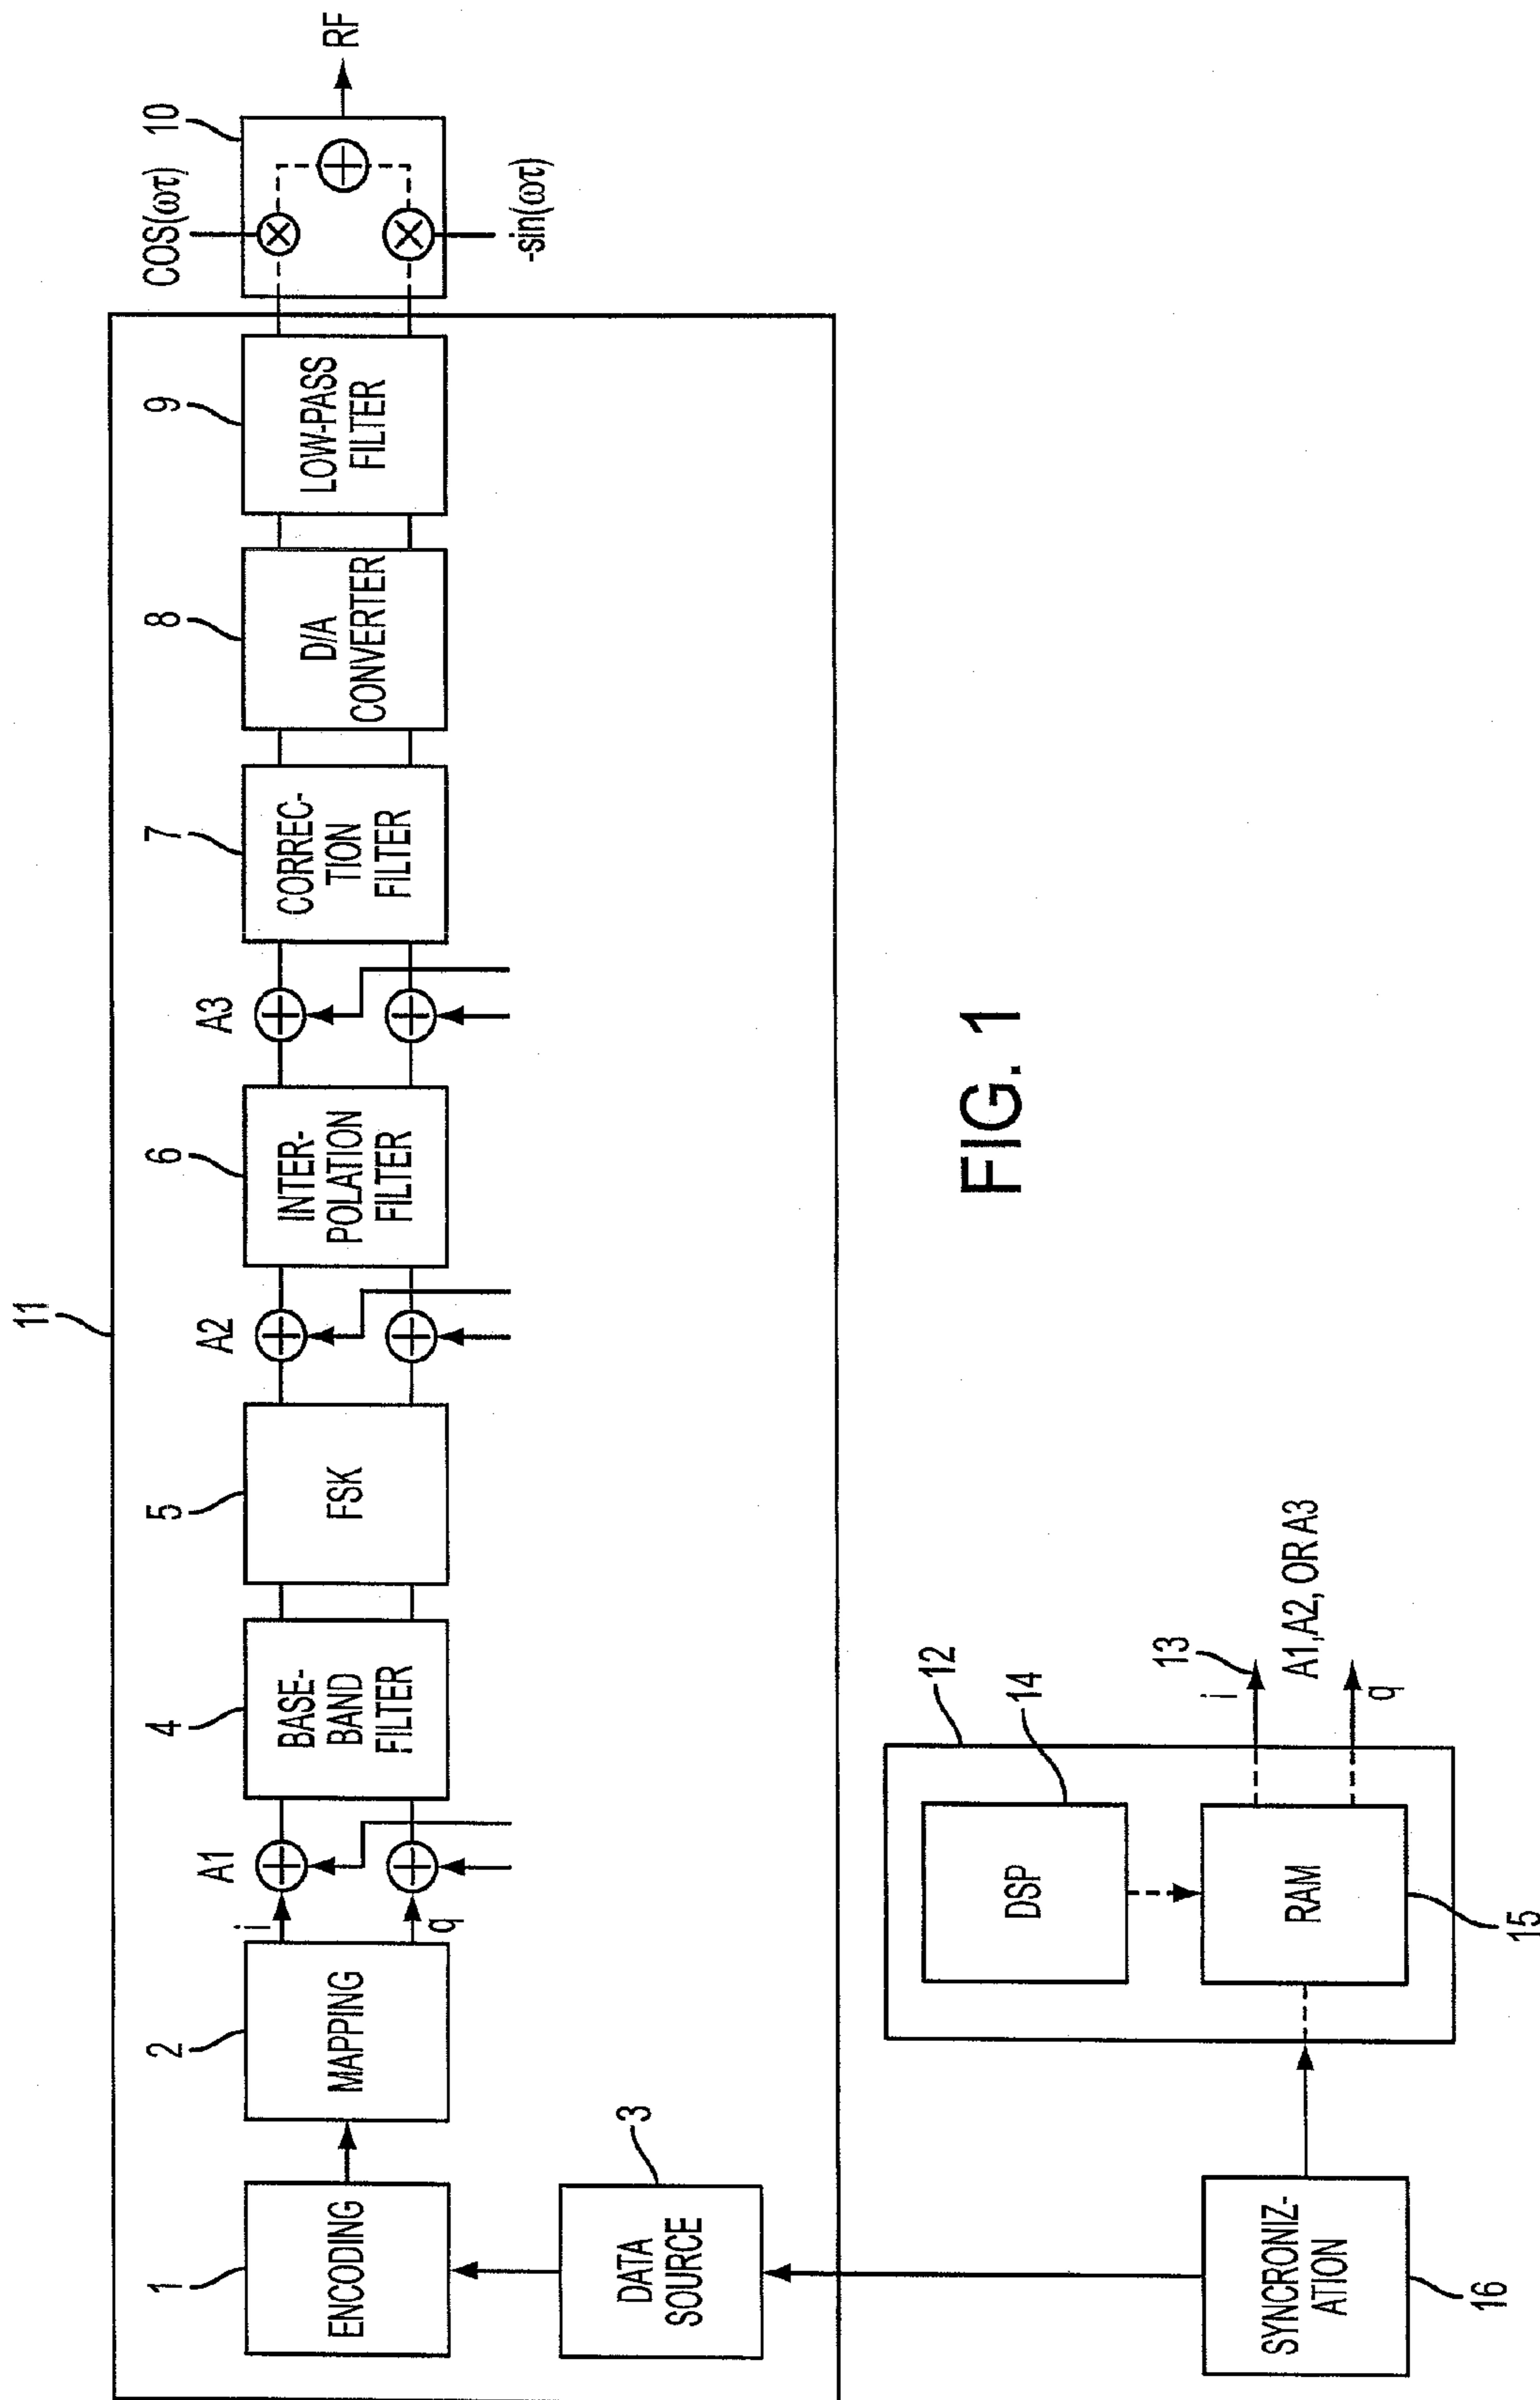 11
1
2
4
5
6
7
8
9
10
A1
A2
A3
COS(ωτ)
ENCODING
MAPPING
i
q
BASE-
BAND
FILTER
FSK
INTER-
POLATION
FILTER
CORREC-
TION
FILTER
D/A
CONVERTER
LOW-PASS
FILTER
RF
-sin(ωτ)
3
DATA
SOURCE
12
14
13
DSP
RAM
i
A1,A2, OR A3
q
15
SYNCRONIZ-
ATION
16
FIG. 1